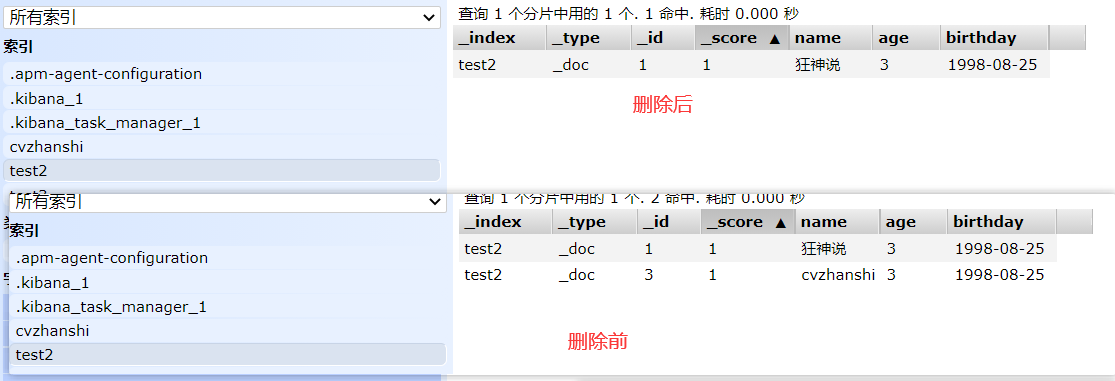 所有索引
索引
.apm-agent-configuration
.kibana_1
.kibana_task_manager_1
cvzhanshi
test2
查询 1 个分片中用的 1 个. 1 命中. 耗时 0.000 秒
_index _type _id _score ▲ name age birthday
test2 _doc 1 1 狂神说 3 1998-08-25
删除后
所有索引
索引
.apm-agent-configuration
.kibana_1
.kibana_task_manager_1
cvzhanshi
test2
查询 1 个分片中用的 1 个. 2 命中. 耗时 0.000 秒
_index _type _id _score ▲ name age birthday
test2 _doc 1 1 狂神说 3 1998-08-25
test2 _doc 3 1 cvzhanshi 3 1998-08-25
删除前